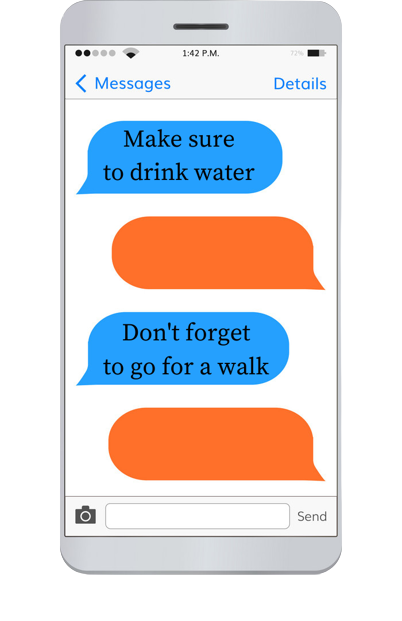 1:42 P.M. 72%
Messages Details
Make sure
to drink water
Don't forget
to go for a walk
Send